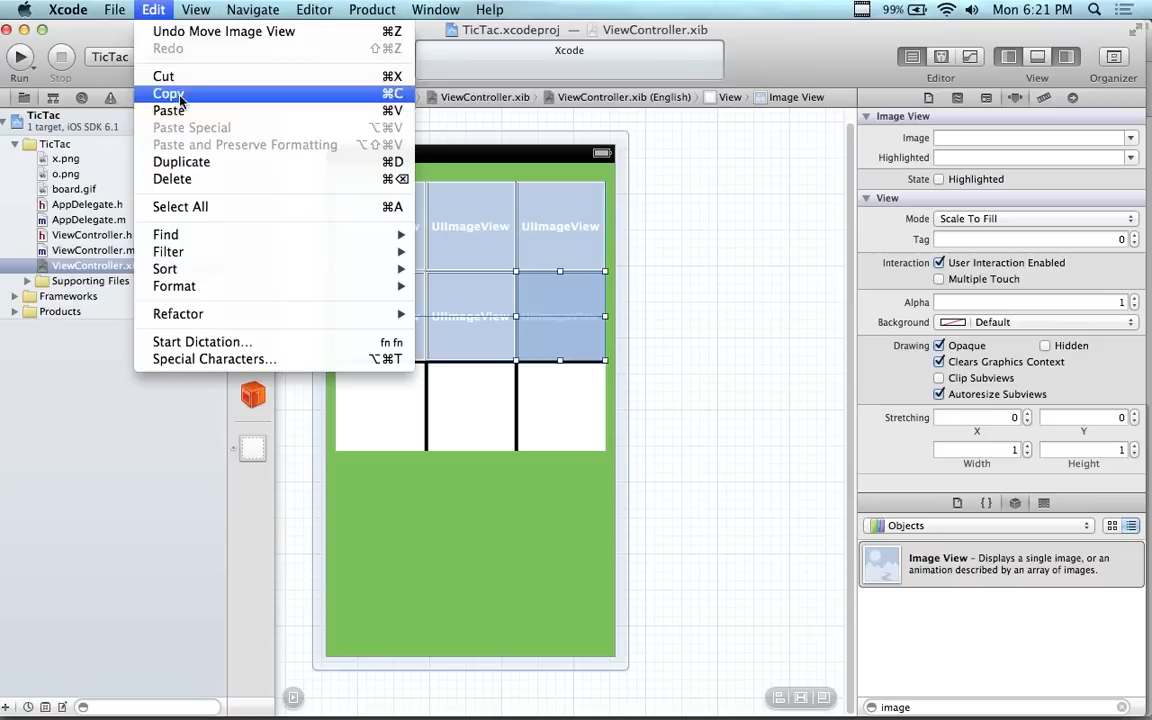 Xcode File Edit View Navigate Editor Product Window Help 99% Mon 6:21 PM
TicTac.xcodeproj — ViewController.xib
Run Stop TicTac Xcode Editor View Organizer
Undo Move Image View ⌘Z
Redo ⇧⌘Z
Cut ⌘X
Copy ⌘C
Paste ⌘V
Paste Special ⌥⌘V
Paste and Preserve Formatting ⌥⇧⌘V
Duplicate ⌘D
Delete ⌘⌫
Select All ⌘A
Find
Filter
Sort
Format
Refactor
Start Dictation… fn fn
Special Characters… ⌥⌘T
TicTac
1 target, iOS SDK 6.1
TicTac
x.png
o.png
board.gif
AppDelegate.h
AppDelegate.m
ViewController.h
ViewController.m
ViewController.xi
Supporting Files
Frameworks
Products
ViewController.xib ViewController.xib (English) View Image View
UIImageView UIImageView
UIImageView
Image View
Image
Highlighted
State Highlighted
View
Mode Scale To Fill
Tag 0
Interaction User Interaction Enabled
Multiple Touch
Alpha 1
Background Default
Drawing Opaque Hidden
Clears Graphics Context
Clip Subviews
Autoresize Subviews
Stretching 0 0
X Y
1 1
Width Height
Objects
Image View - Displays a single image, or an
animation described by an array of images.
image